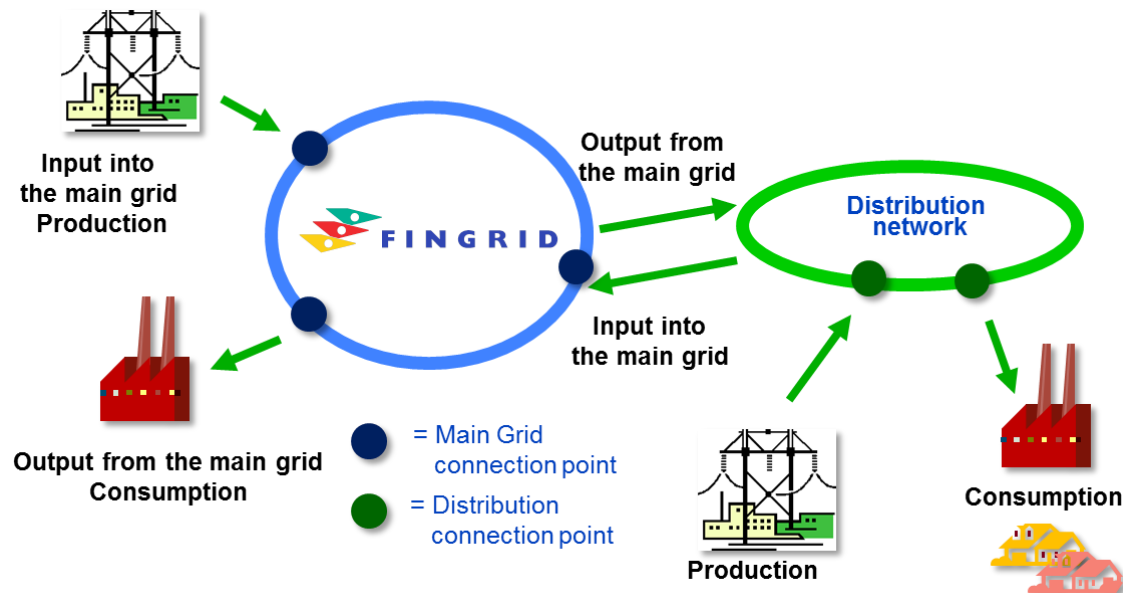 Input into
the main grid
Production
FINGRID
Output from
the main grid
Distribution
network
Input into
the main grid
Output from the main grid
Consumption
= Main Grid
connection point
= Distribution
connection point
Production
Consumption